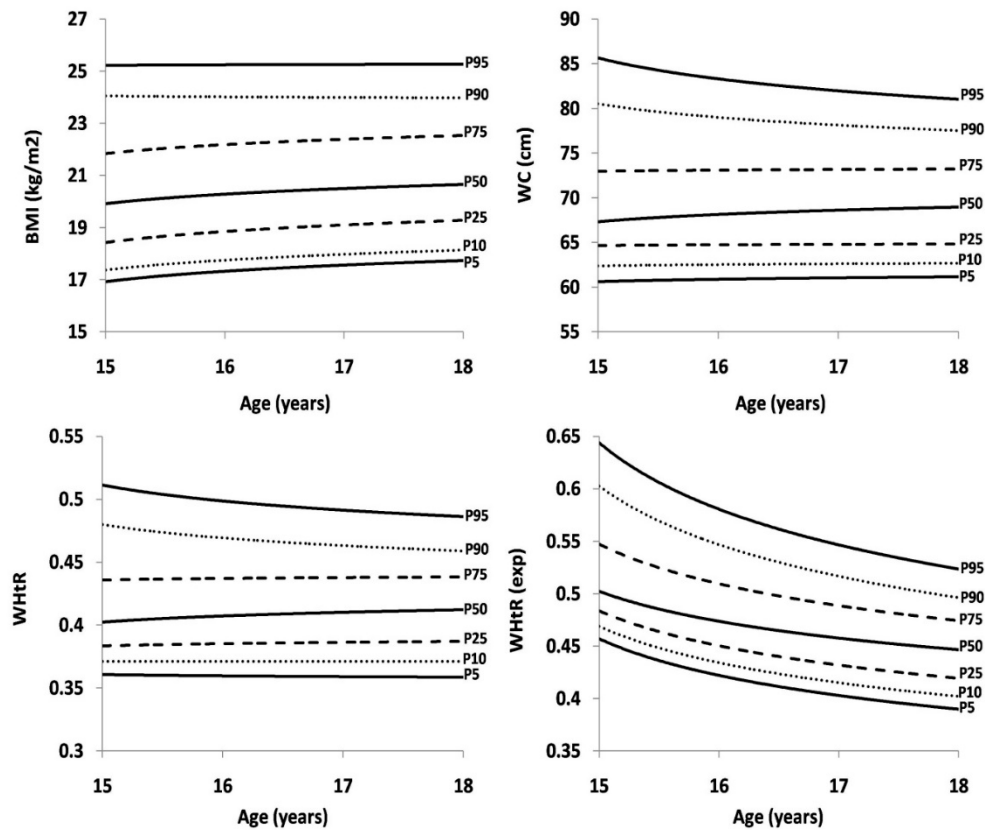 27
25
23
21
19
17
15
BMI (kg/m2)
P95
P90
P75
P50
P25
P10
P5
15 16 17 18
Age (years)
90
85
80
75
70
65
60
55
WC (cm)
P95
P90
P75
P50
P25
P10
P5
15 16 17 18
Age (years)
0.55
0.5
0.45
0.4
0.35
0.3
WHtR
P95
P90
P75
P50
P25
P10
P5
15 16 17 18
Age (years)
0.65
0.6
0.55
0.5
0.45
0.4
0.35
WHtR (exp)
P95
P90
P75
P50
P25
P10
P5
15 16 17 18
Age (years)